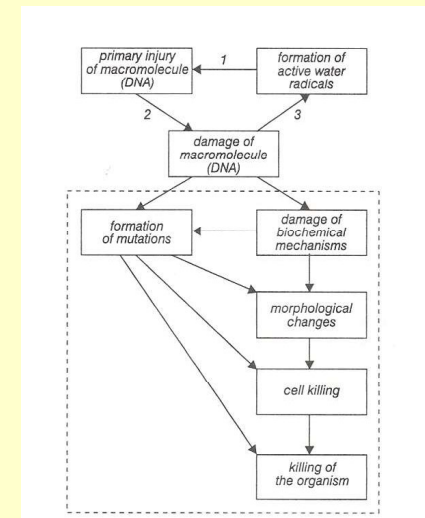 primary injury
of macromolecule
(DNA)
1
formation of
active water
radicals
2
3
damage of
macromolecule
(DNA)
formation
of mutations
damage of
biochemical
mechanisms
morphological
changes
cell killing
killing of
the organism